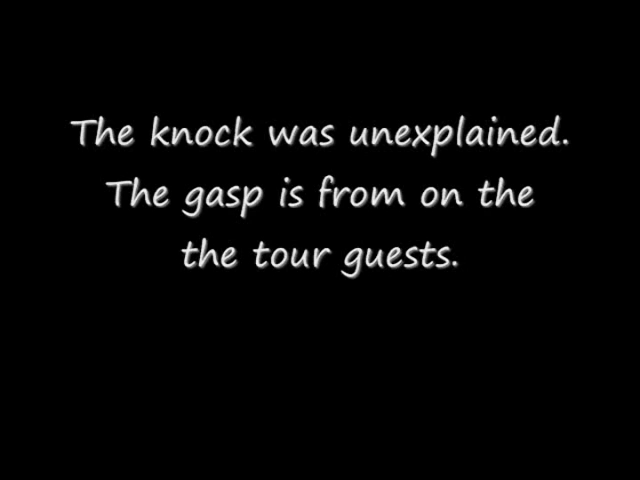 The knock was unexplained.
The gasp is from on the
the tour guests.